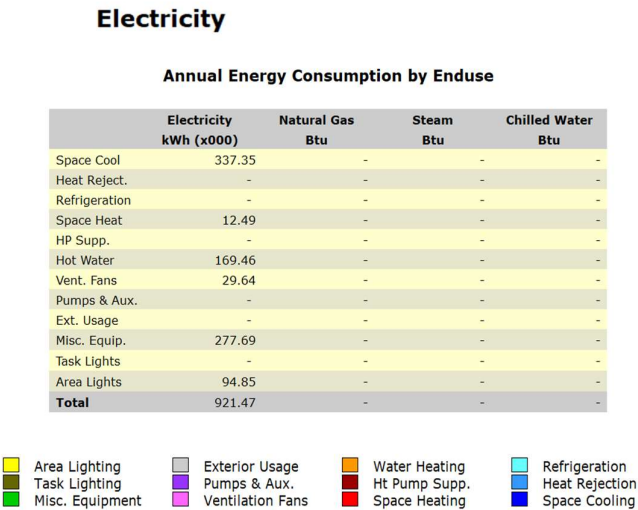 Electricity
Annual Energy Consumption by Enduse
Electricity Natural Gas Steam Chilled Water
kWh (x000) Btu Btu Btu
Space Cool 337.35 - - -
Heat Reject. - - - -
Refrigeration - - - -
Space Heat 12.49 - - -
HP Supp. - - - -
Hot Water 169.46 - - -
Vent. Fans 29.64 - - -
Pumps & Aux. - - - -
Ext. Usage - - - -
Misc. Equip. 277.69 - - -
Task Lights - - - -
Area Lights 94.85 - - -
Total 921.47 - - -
Area Lighting Exterior Usage Water Heating Refrigeration
Task Lighting Pumps & Aux. Ht Pump Supp. Heat Rejection
Misc. Equipment Ventilation Fans Space Heating Space Cooling